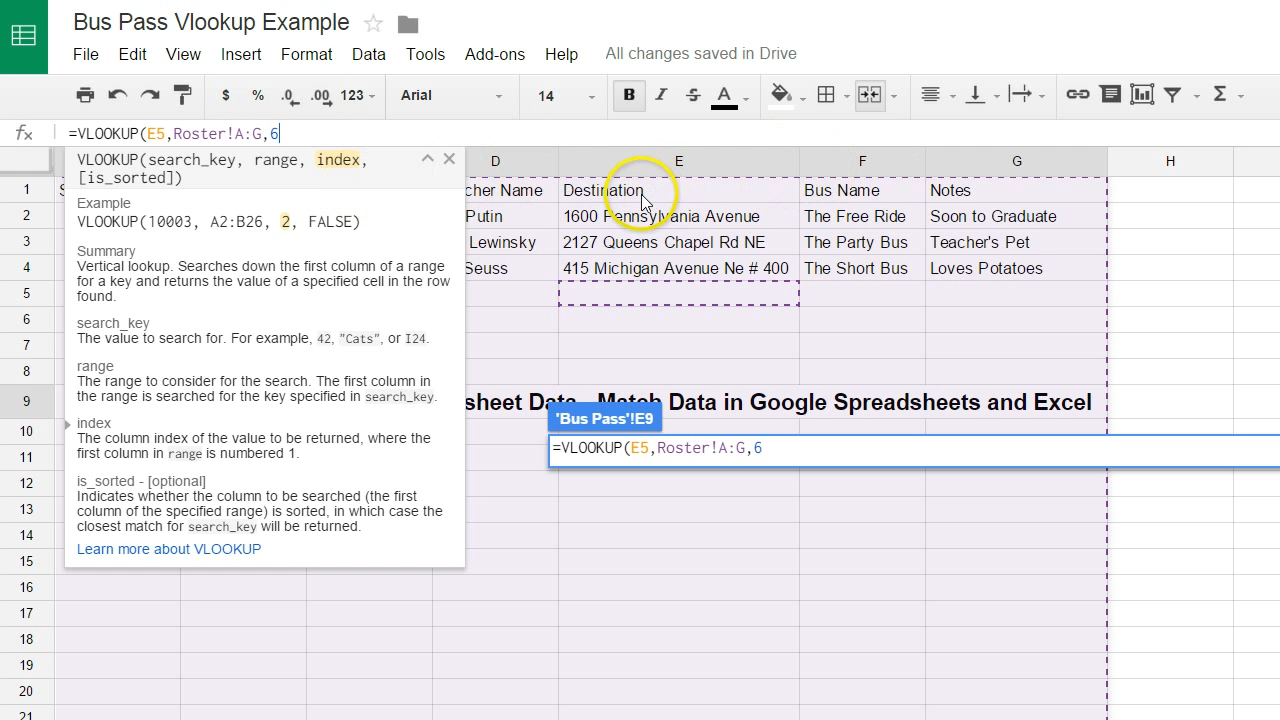 Bus Pass Vlookup Example
File Edit View Insert Format Data Tools Add-ons Help All changes saved in Drive
$ % .0 .00 123 Arial 14 B I S A Σ
fx =VLOOKUP(E5,Roster!A:G,6
VLOOKUP(search_key, range, index,
[is_sorted])
Example
VLOOKUP(10003, A2:B26, 2, FALSE)
Summary
Vertical lookup. Searches down the first column of a range
for a key and returns the value of a specified cell in the row
found.
search_key
The value to search for. For example, 42, "Cats", or I24.
range
The range to consider for the search. The first column in
the range is searched for the key specified in search_key.
index
The column index of the value to be returned, where the
first column in range is numbered 1.
is_sorted - [optional]
Indicates whether the column to be searched (the first
column of the specified range) is sorted, in which case the
closest match for search_key will be returned.
Learn more about VLOOKUP
D E F G H
1 S cher Name Destination Bus Name Notes
2 Putin 1600 Pennsylvania Avenue The Free Ride Soon to Graduate
3 Lewinsky 2127 Queens Chapel Rd NE The Party Bus Teacher's Pet
4 Seuss 415 Michigan Avenue Ne # 400 The Short Bus Loves Potatoes
5
6
7
8
9 sheet Data - Match Data in Google Spreadsheets and Excel
'Bus Pass'!E9
10
11 =VLOOKUP(E5,Roster!A:G,6
12
13
14
15
16
17
18
19
20
21